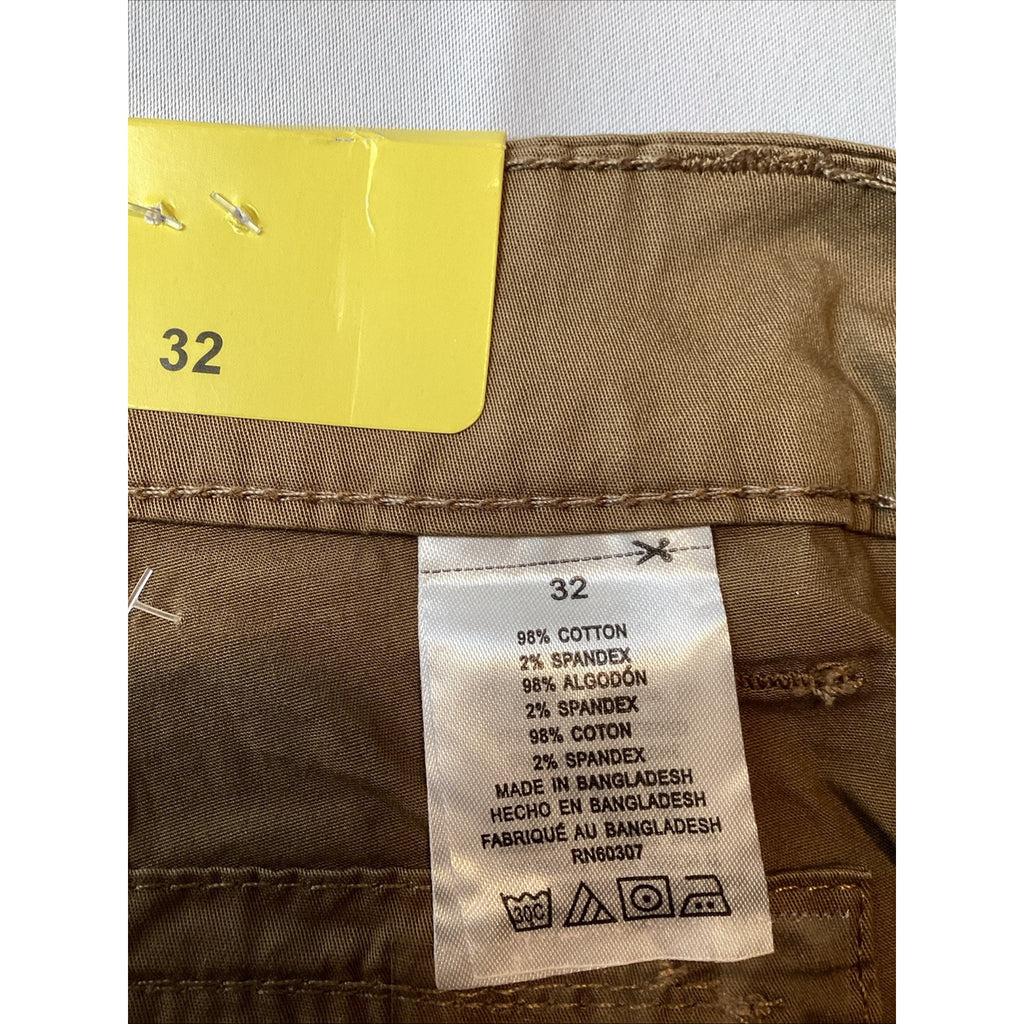 32
32
98% COTTON
2% SPANDEX
98% ALGODÓN
2% SPANDEX
98% COTON
2% SPANDEX
MADE IN BANGLADESH
HECHO EN BANGLADESH
FABRIQUÉ AU BANGLADESH
RN60307
30C